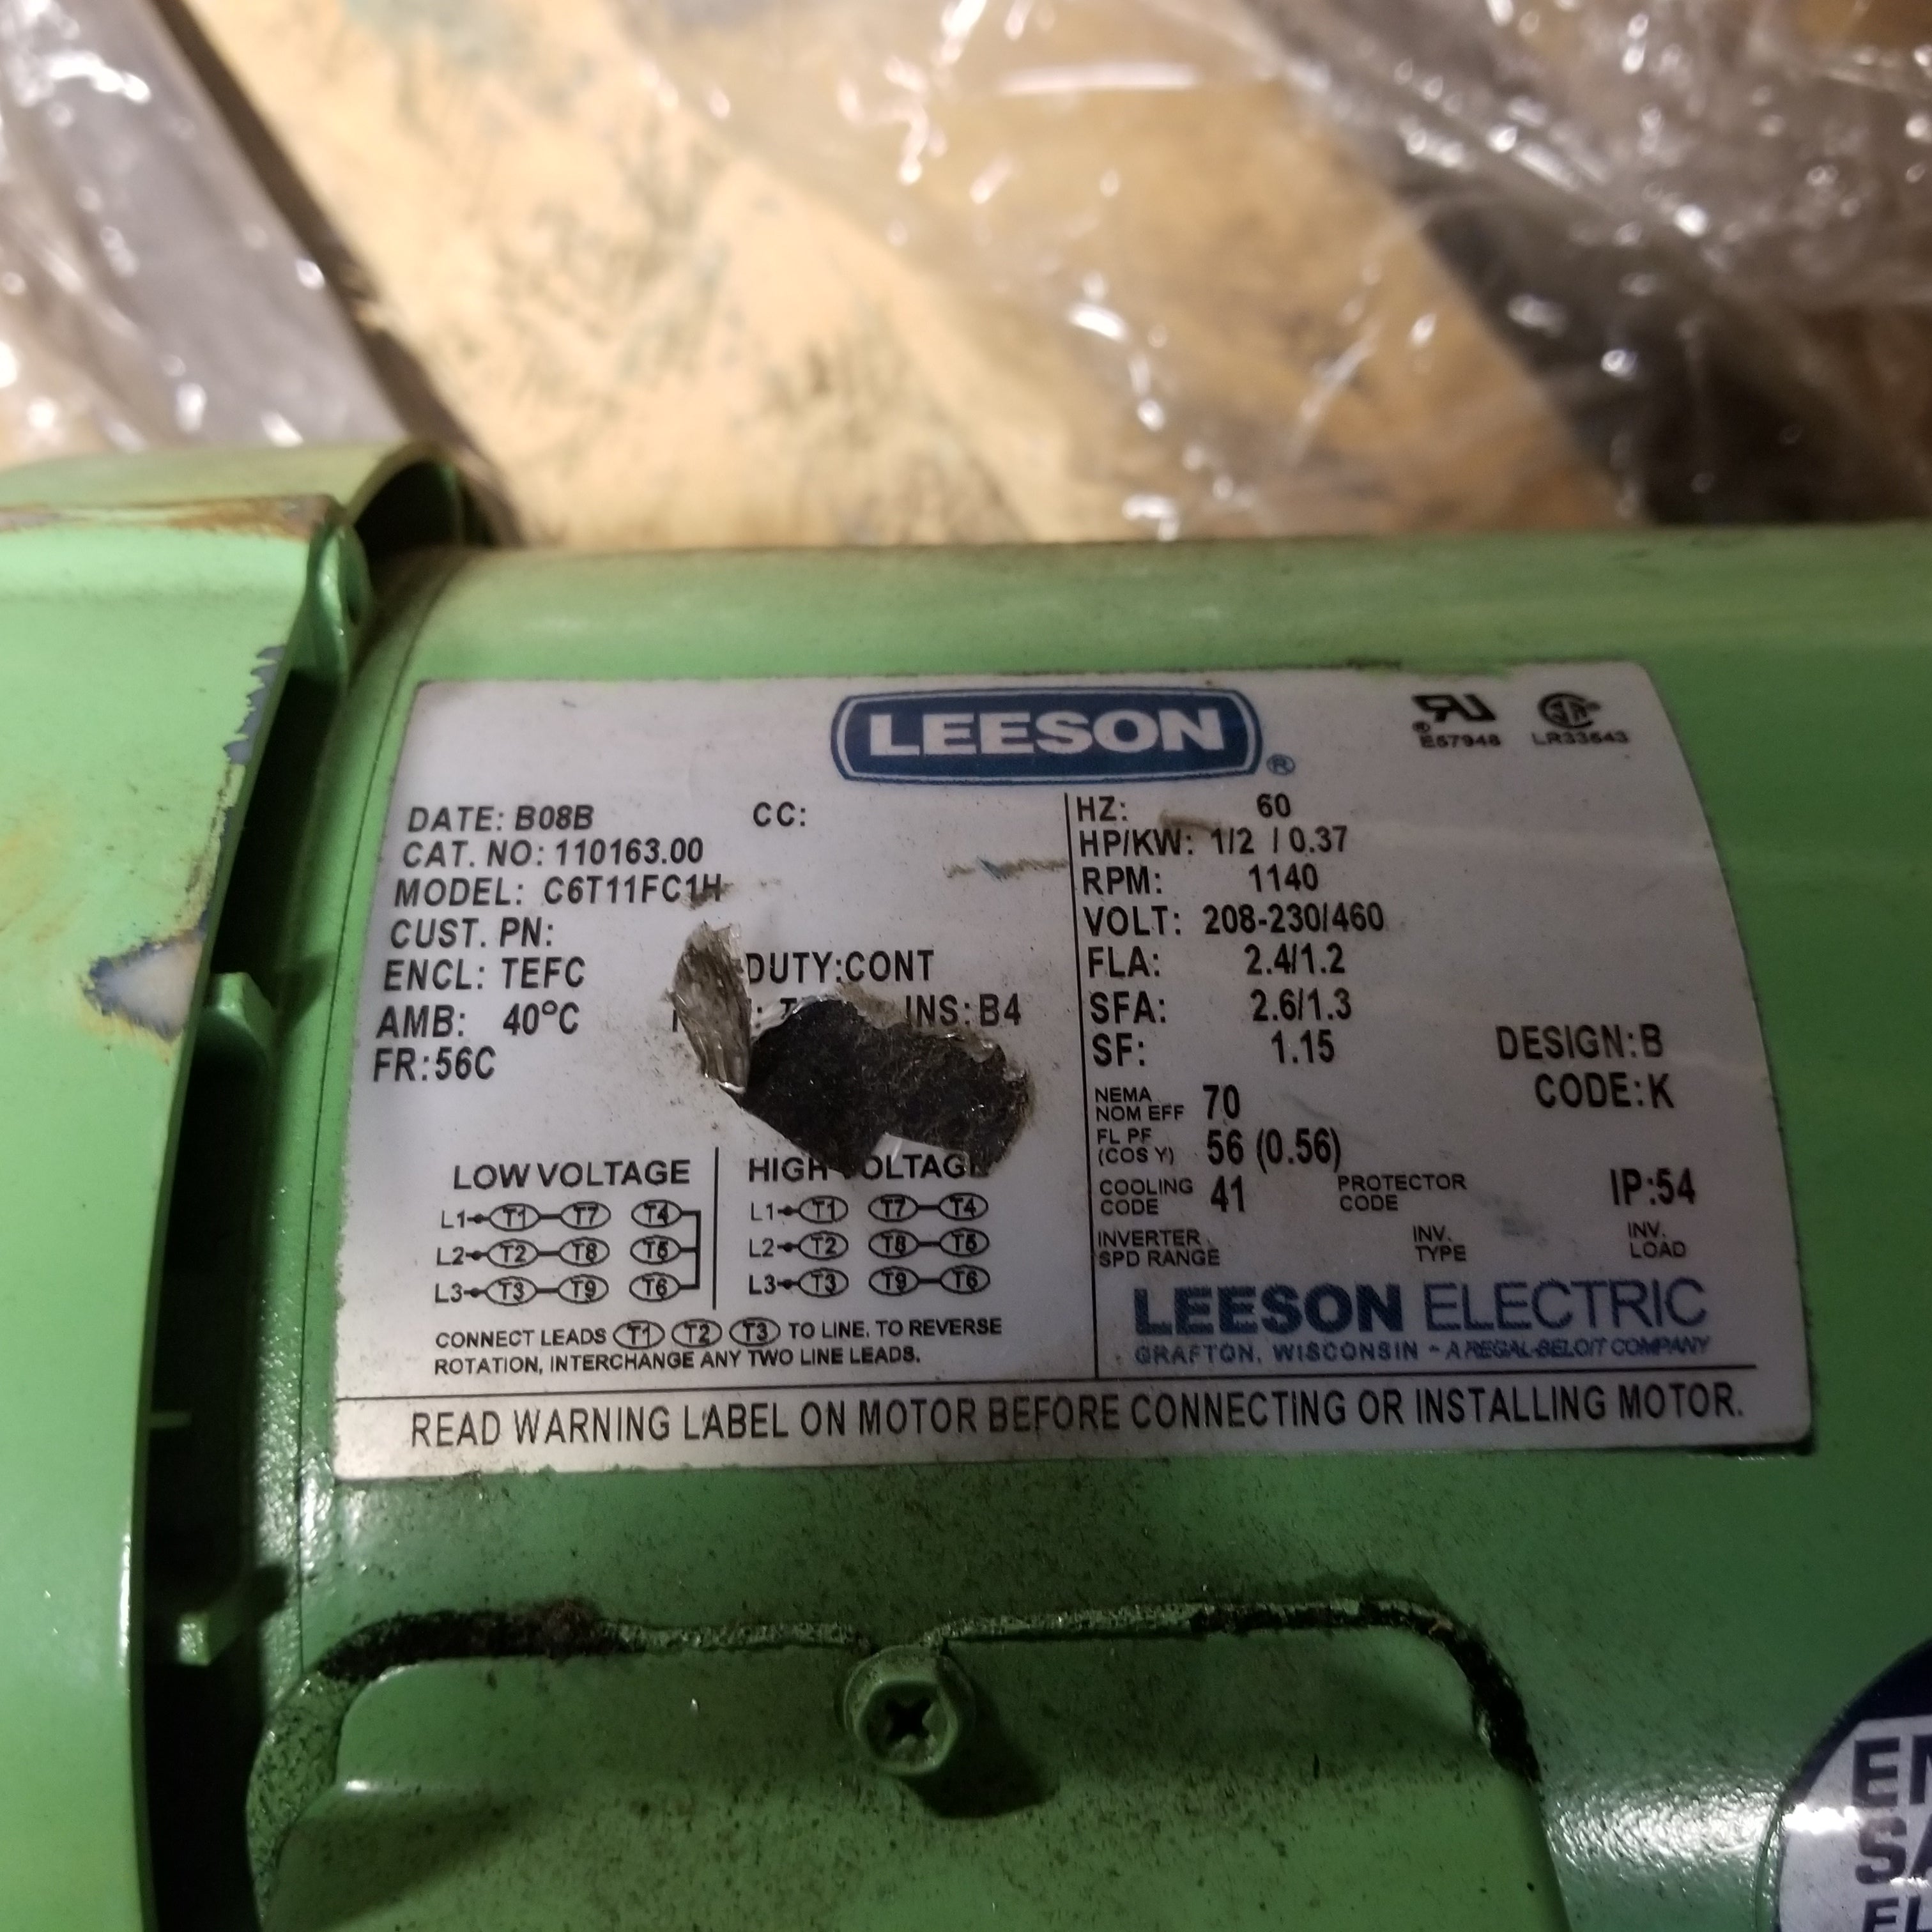 LEESON
®
E57948 LR33543
DATE: B08B CC:
CAT. NO: 110163.00
MODEL: C6T11FC1H
CUST. PN:
ENCL: TEFC DUTY:CONT
AMB: 40°C INS: B4
FR:56C
HZ: 60
HP/KW: 1/2 / 0.37
RPM: 1140
VOLT: 208-230/460
FLA: 2.4/1.2
SFA: 2.6/1.3
SF: 1.15 DESIGN:B
CODE:K
NEMA
NOM EFF 70
FL PF
(COS Y) 56 (0.56)
COOLING
CODE 41 PROTECTOR
CODE IP:54
INVERTER
SPD RANGE INV.
TYPE INV.
LOAD
LOW VOLTAGE
L1 T1 T7 T4
L2 T2 T8 T5
L3 T3 T9 T6
HIGH VOLTAGE
L1 T1 T7 T4
L2 T2 T8 T5
L3 T3 T9 T6
CONNECT LEADS T1 T2 T3 TO LINE. TO REVERSE
ROTATION, INTERCHANGE ANY TWO LINE LEADS.
LEESON ELECTRIC
GRAFTON, WISCONSIN - A REGAL-BELOIT COMPANY
READ WARNING LABEL ON MOTOR BEFORE CONNECTING OR INSTALLING MOTOR.